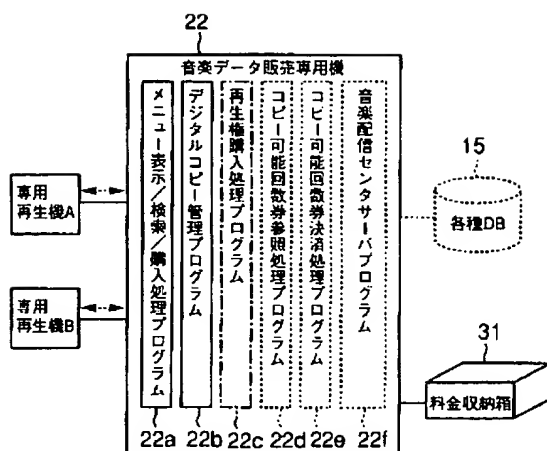 22
音楽データ販売専用機
メニュー表示/検索/購入処理プログラム
デジタルコピー管理プログラム
再生権購入処理プログラム
コピー可能回数券参照処理プログラム
コピー可能回数券決済処理プログラム
音楽配信センタサーバプログラム
専用
再生機A
専用
再生機B
15
各種DB
31
料金収納箱
22a 22b 22c 22d 22e 22f